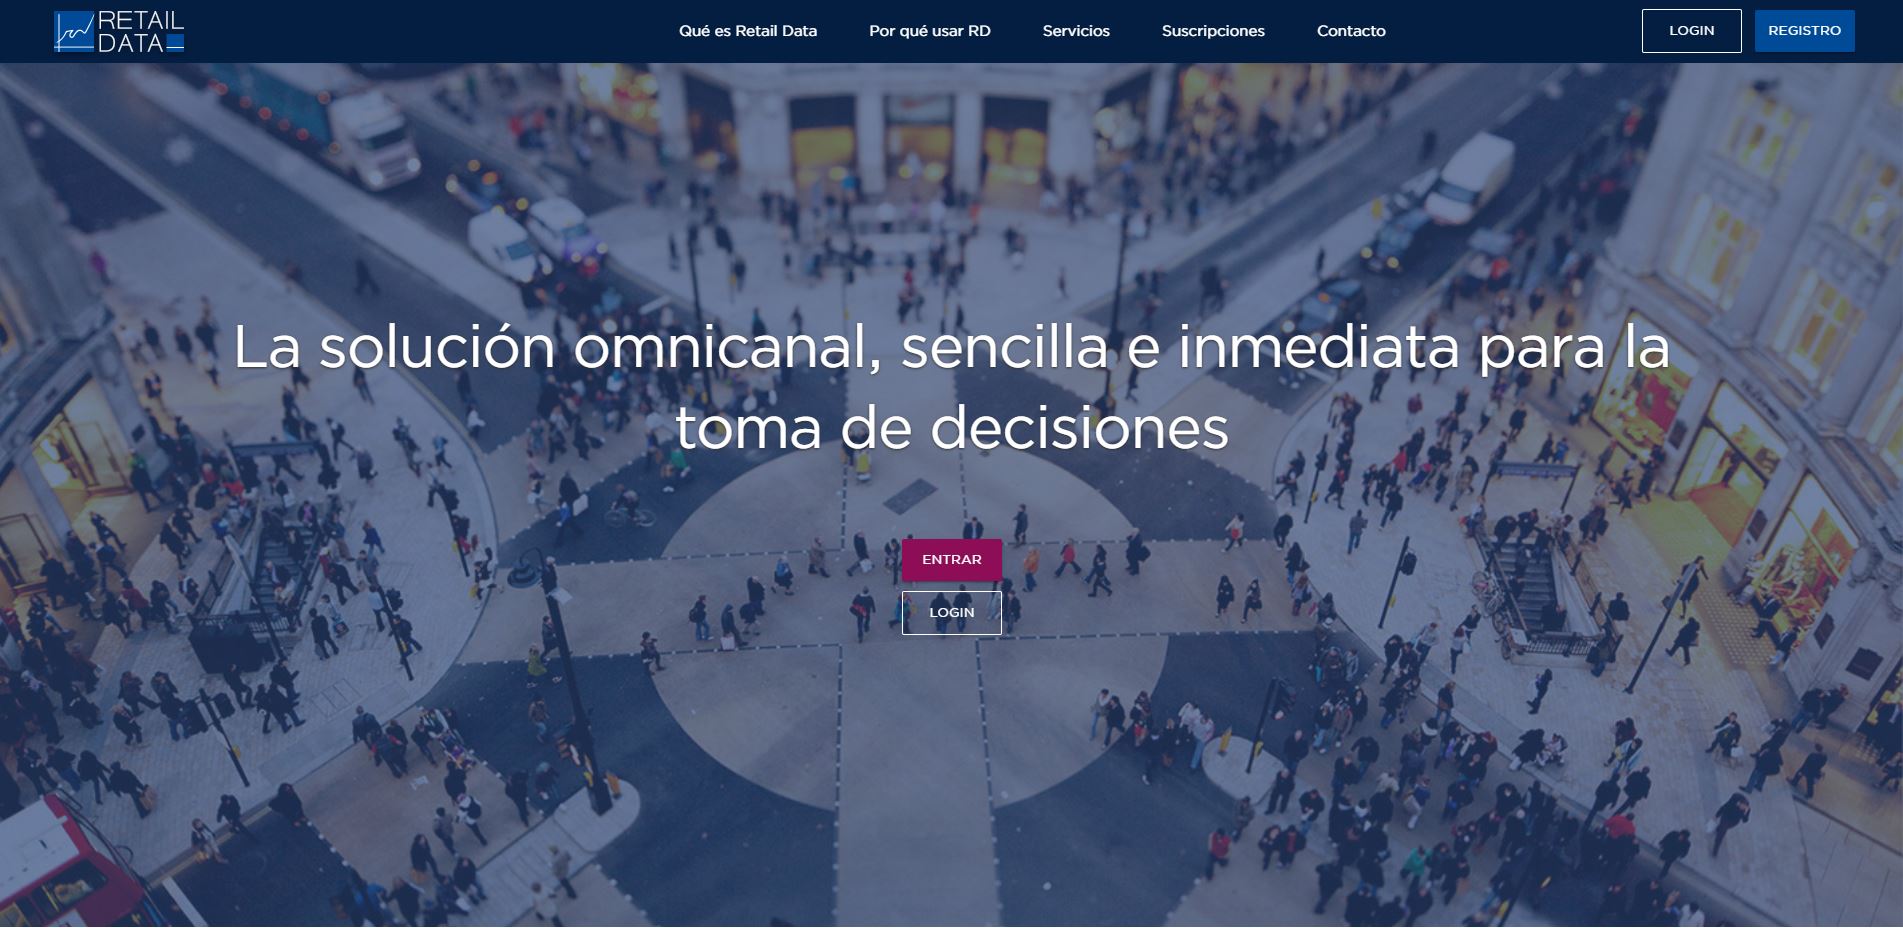 RETAIL
DATA
Qué es Retail Data
Por qué usar RD
Servicios
Suscripciones
Contacto
LOGIN
REGISTRO
La solución omnicanal, sencilla e inmediata para la
toma de decisiones
ENTRAR
LOGIN